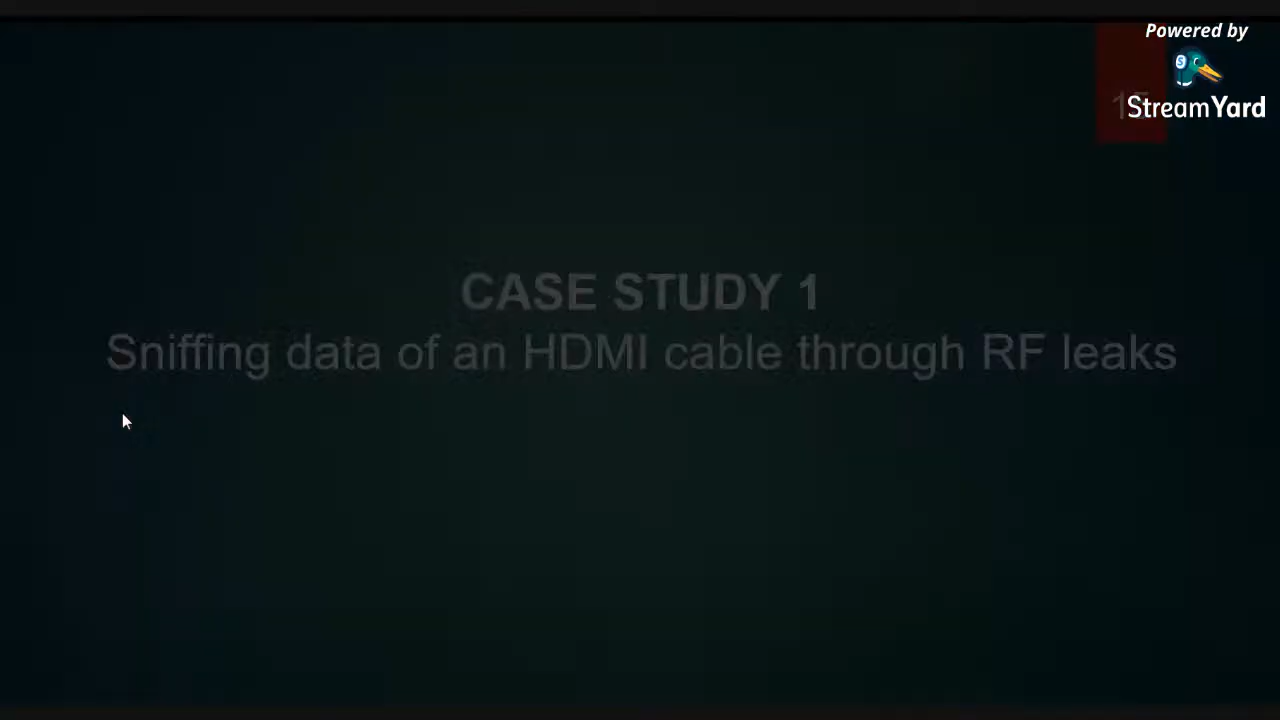 Powered by
StreamYard
CASE STUDY 1
Sniffing data of an HDMI cable through RF leaks